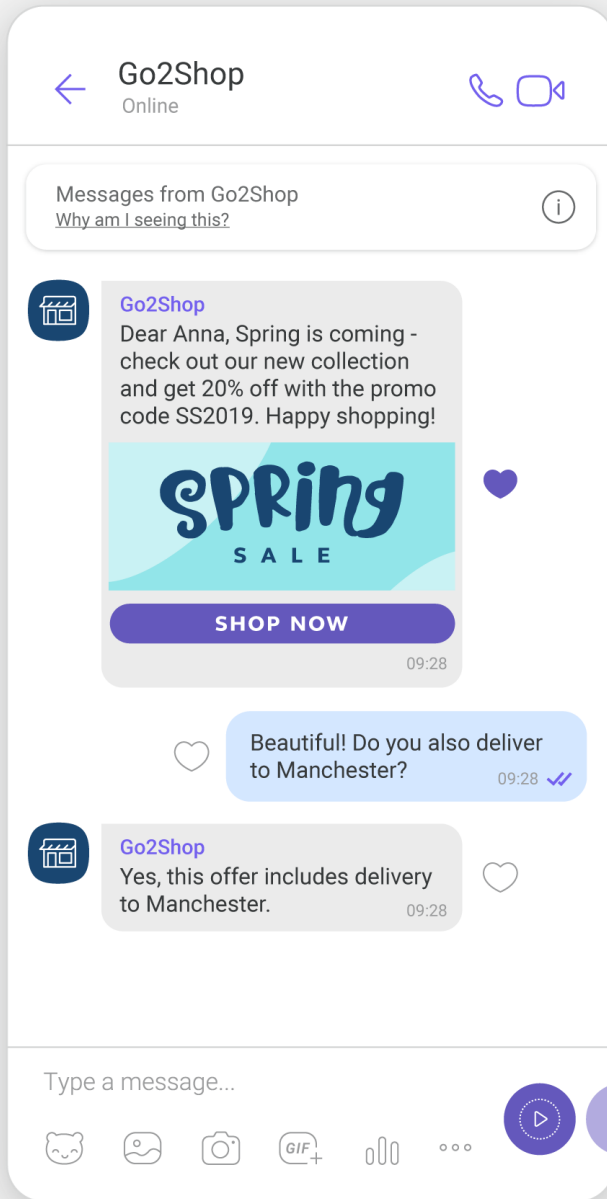 Go2Shop
Online
Messages from Go2Shop
Why am I seeing this?
i
Go2Shop
Dear Anna, Spring is coming -
check out our new collection
and get 20% off with the promo
code SS2019. Happy shopping!
SPRing
SALE
SHOP NOW
09:28
Beautiful! Do you also deliver
to Manchester?
09:28
Go2Shop
Yes, this offer includes delivery
to Manchester.
09:28
Type a message...
GIF